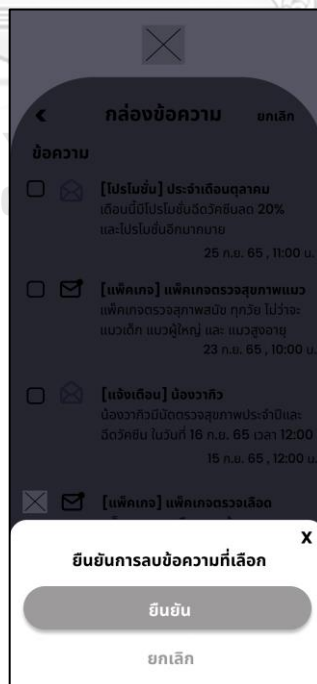 กล่องข้อความ ยกเลิก
ข้อความ
[โปรโมชั่น] ประจำเดือนตุลาคม
เดือนนี้มีโปรโมชั่นฉีดวัคซีนลด 20%
และโปรโมชั่นอีกมากมาย
25 ก.ย. 65 , 11:00 น.
[แพ็คเกจ] แพ็คเกจตรวจสุขภาพแมว
แพ็คเกจตรวจสุภาพสนัข ทุกวัย ไม่ว่าจะ
แมวเด็ก แมวผู้ใหญ่ และ แมวสูงอายุ
23 ก.ย. 65 , 10:00 น.
[แจ้งเตือน] น้องวากิว
น้องวากิวมีนัดตรวจสุขภาพประจำปีและ
ฉีดวัคซีน ในวันที่ 16 ก.ย. 65 เวลา 12:00
15 ก.ย. 65 , 12:00 น.
[แพ็คเกจ] แพ็คเกจตรวจเลือด
X
ยืนยันการลบข้อความที่เลือก
ยืนยัน
ยกเลิก